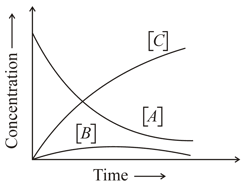 [C]
[A]
[B]
Concentration →
Time →